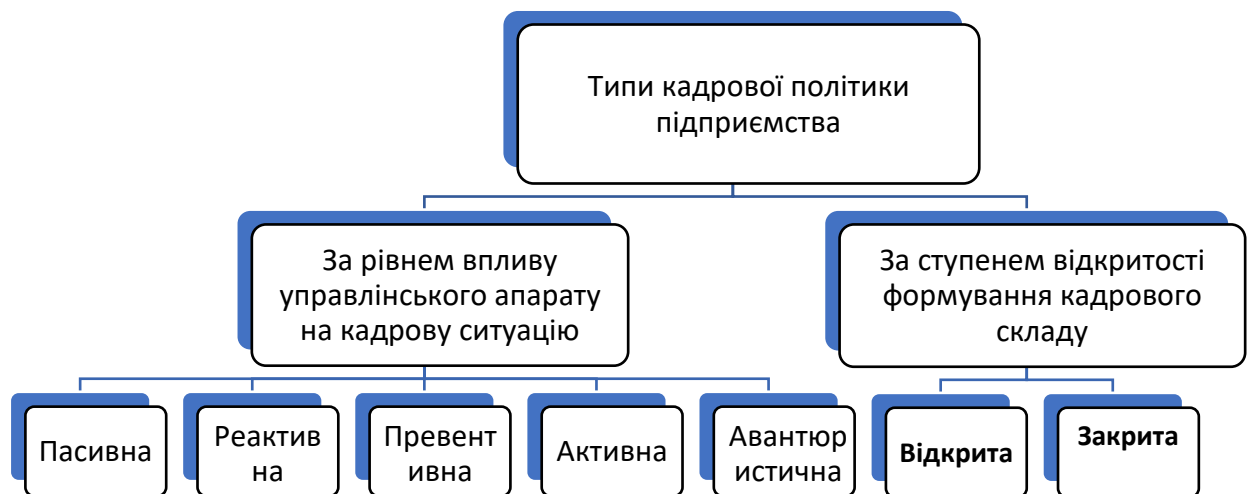 Типи кадрової політики
підприємства
За рівнем впливу
управлінського апарату
на кадрову ситуацію
За ступенем відкритості
формування кадрового
складу
Пасивна
Реактив
на
Превент
ивна
Активна
Авантюр
истична
Відкрита
Закрита